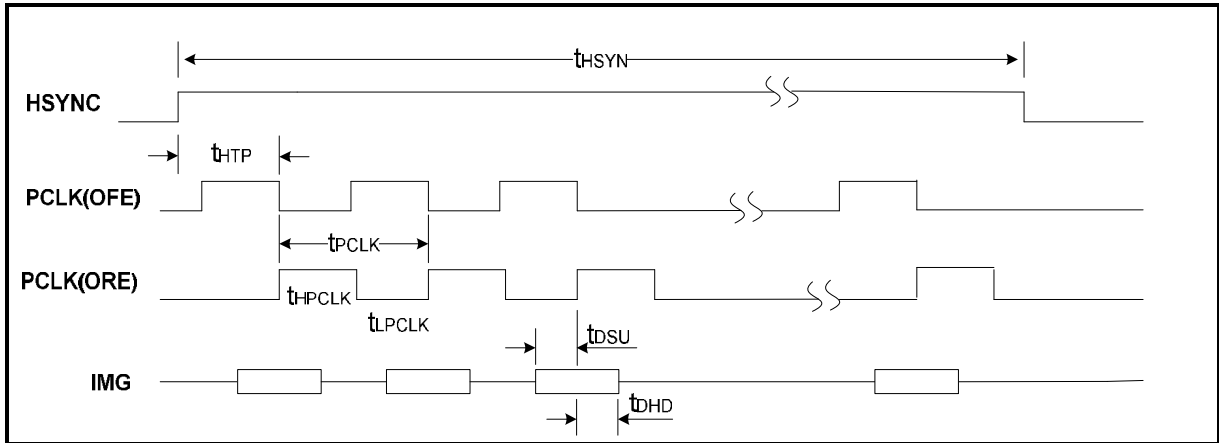 tHSYN
HSYNC
tHTP
PCLK(OFE)
tPCLK
PCLK(ORE)
tHPCLK
tLPCLK
tDSU
IMG
tDHD